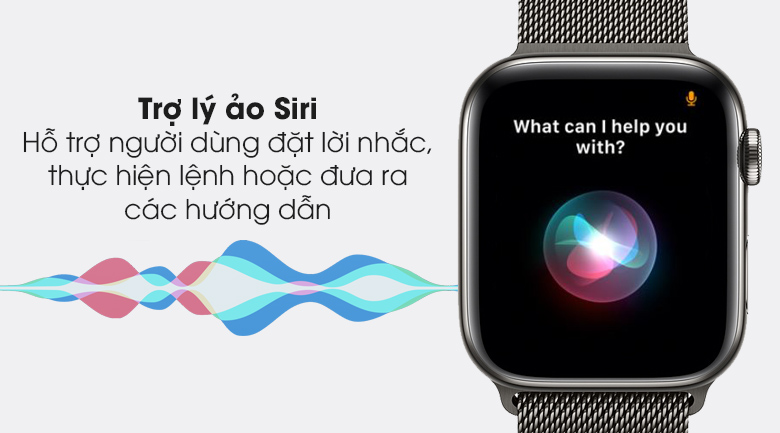 Trợ lý ảo Siri
Hỗ trợ người dùng đặt lời nhắc,
thực hiện lệnh hoặc đưa ra
các hướng dẫn
What can I help you
with?